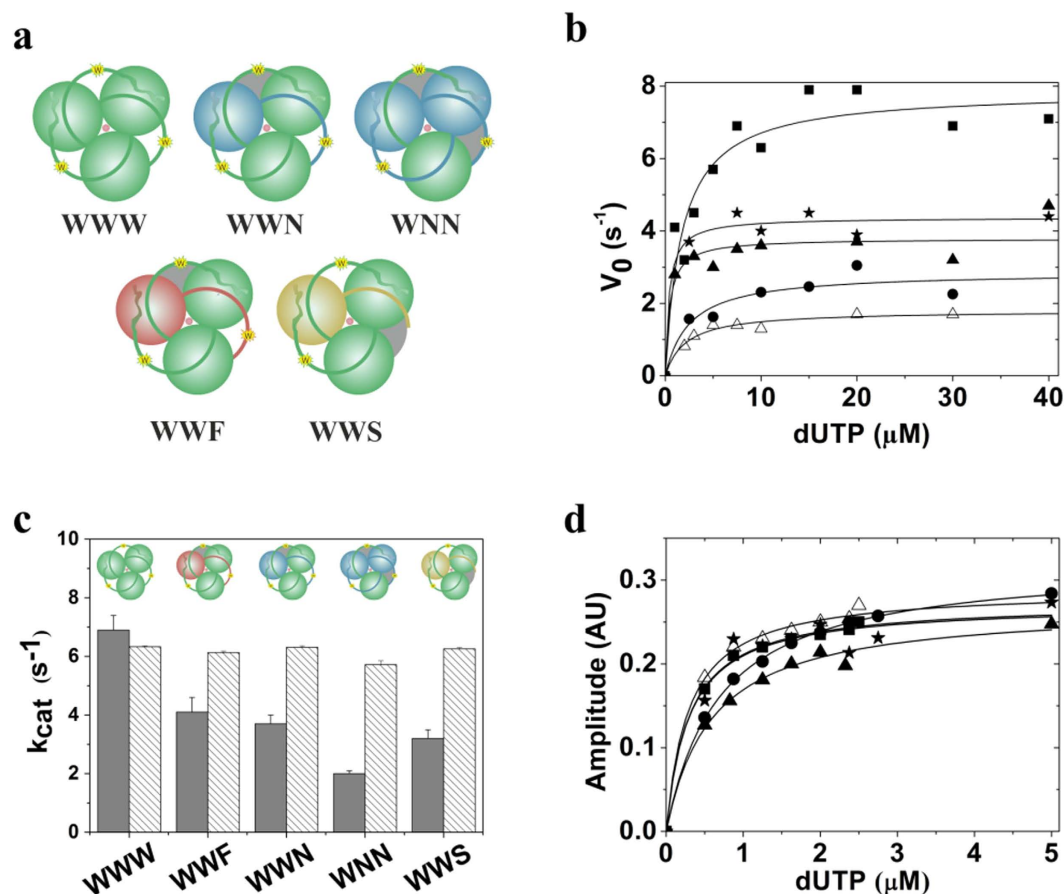 a
W
W
W
W
W
W
W
W
W
WWW WWN WNN
W
W
W
W
W
WWF WWS
b
V0 (s-1)
8
6
4
2
0
0 10 20 30 40
dUTP (μM)
c
kcat (s-1)
10
8
6
4
2
0
WWW WWF WWN WNN WWS
d
Amplitude (AU)
0.3
0.2
0.1
0.0
0 1 2 3 4 5
dUTP (μM)